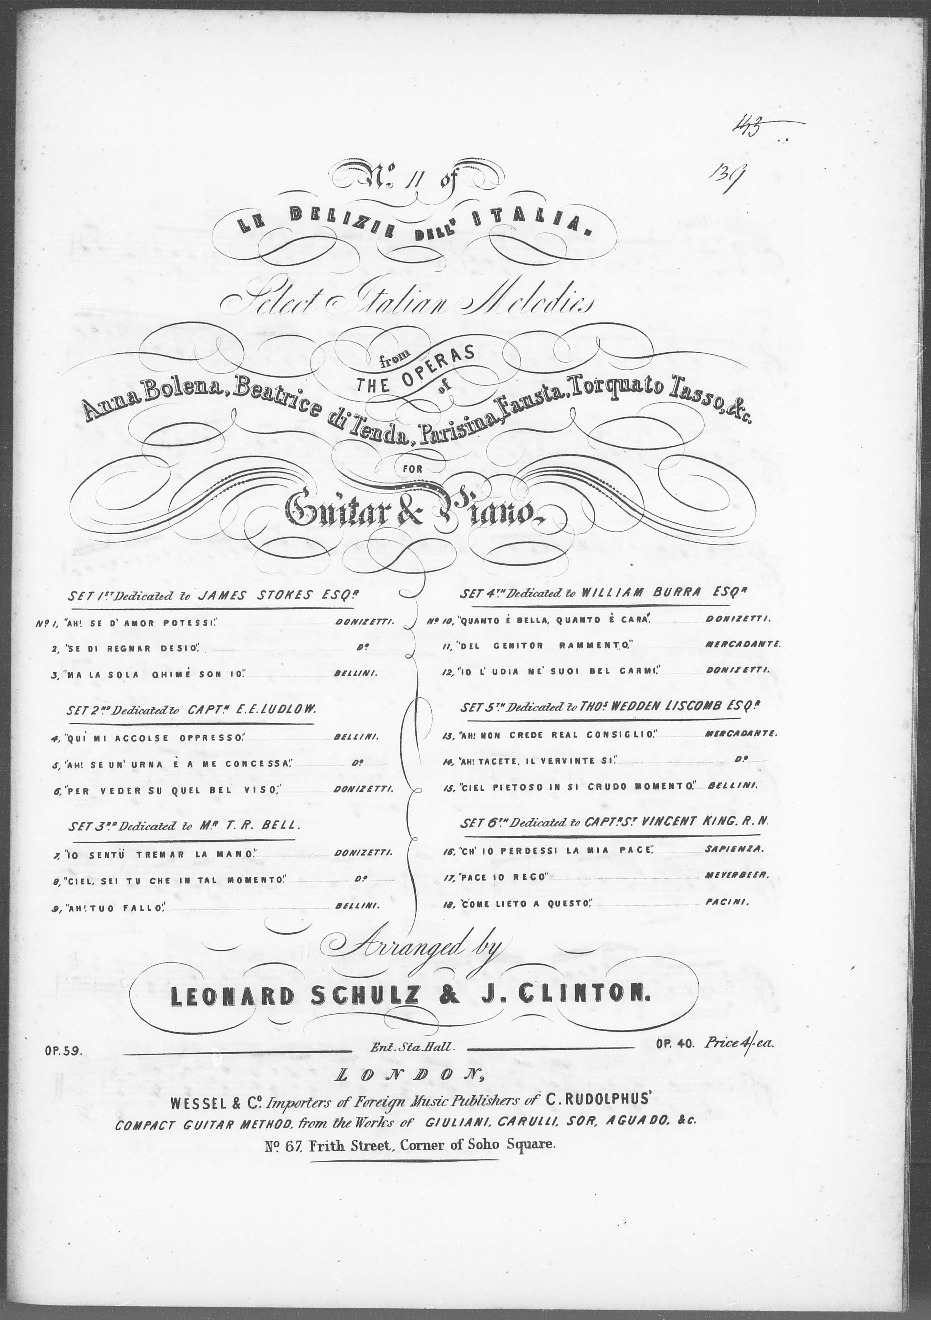 143
139
No. 11 of
LE DELIZIE DELL' ITALIA.
Select Italian Melodies
from
THE OPERAS
of
Anna Bolena, Beatrice di Tenda, Parisina, Fausta, Torquato Tasso, &c.
FOR
Guitar & Piano.
SET 1ST Dedicated to JAMES STOKES ESQR
No 1, "AH! SE D'AMOR POTESSI." DONIZETTI.
2, "SE DI REGNAR DESIO." Do
3, "MA LA SOLA OHIMÉ SON IO." BELLINI.
SET 2ND Dedicated to CAPTN E. E. LUDLOW.
4, "QUI MI ACCOLSE OPPRESSO." BELLINI.
5, "AH! SE UN' URNA È A ME CONCESSA." Do
6, "PER VEDER SU QUEL BEL VISO." DONIZETTI.
SET 3RD Dedicated to MR T. R. BELL.
7, "IO SENTÜ TREMAR LA MANO." DONIZETTI.
8, "CIEL, SEI TU CHE IN TAL MOMENTO." Do
9, "AH! TUO FALLO." BELLINI.
SET 4TH Dedicated to WILLIAM BURRA ESQR
No 10, "QUANTO È BELLA, QUANTO È CARA". DONIZETTI.
11, "DEL GENITOR RAMMENTO." MERCADANTE.
12, "IO L' UDIA NE' SUOI BEL CARMI." DONIZETTI.
SET 5TH Dedicated to THOS WEDDEN LISCOMB ESQR
13, "AH! NON CREDE REAL CONSIGLIO." MERCADANTE.
14, "AH! TACETE, IL VERVINTE SI." Do
15, "CIEL PIETOSO IN SI CRUDO MOMENTO." BELLINI.
SET 6TH Dedicated to CAPTN ST VINCENT KING. R. N.
16, "CH' IO PERDESSI LA MIA PACE." SAPIENZA.
17, "PACE IO RECO" MEYERBEER.
18, "COME LIETO A QUESTO." PACINI.
Arranged by
LEONARD SCHULZ & J. CLINTON.
OP. 59. Ent. Sta. Hall. OP. 40. Price 4/- ea.
LONDON,
WESSEL & Co. Importers of Foreign Music Publishers of C. RUDOLPHUS'
COMPACT GUITAR METHOD, from the Works of GIULIANI, CARULLI, SOR, AGUADO, &c.
No. 67, Frith Street, Corner of Soho Square.